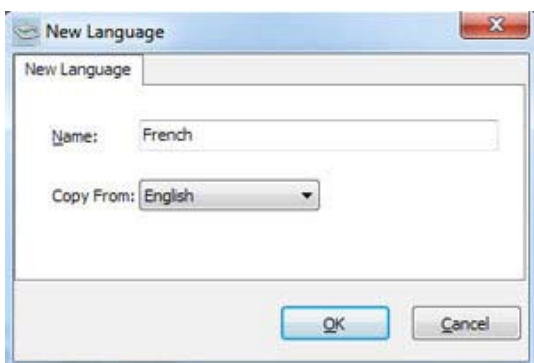 New Language
New Language
Name: French
Copy From: English
OK Cancel